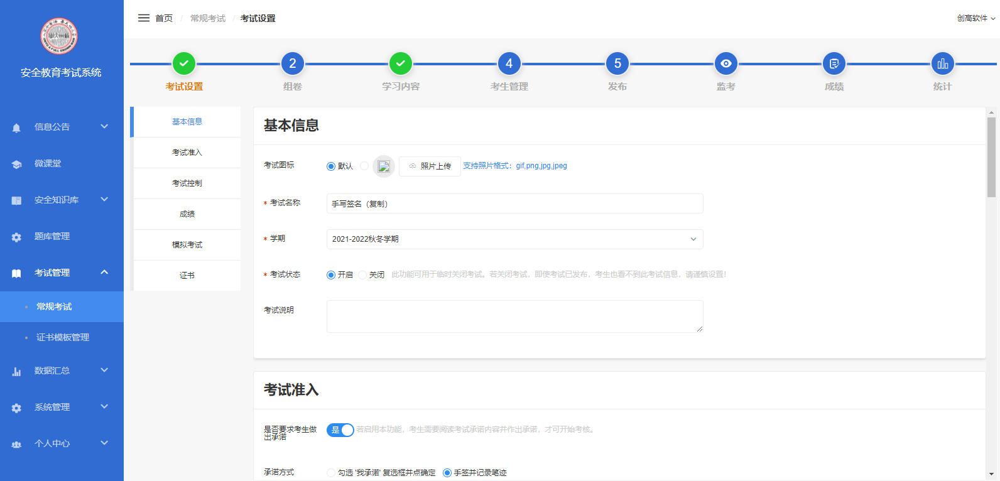 首页 / 常规考试 / 考试设置
创高软件
安全教育考试系统
信息公告
微课堂
安全知识库
题库管理
考试管理
常规考试
证书模板管理
数据汇总
系统管理
个人中心
考试设置
2
组卷
学习内容
4
考生管理
5
发布
监考
成绩
统计
基本信息
考试准入
考试控制
成绩
模拟考试
证书
基本信息
考试图标
默认
照片上传
支持照片格式：gif,png,jpg,jpeg
* 考试名称
手写签名（复制）
* 学期
2021-2022秋冬学期
* 考试状态
开启 关闭 此功能可用于临时关闭考试。若关闭考试，即使考试已发布，考生也看不到此考试信息，请谨慎设置！
考试说明
考试准入
是否要求考生做
出承诺
是 若启用本功能，考生需要阅读考试承诺内容并作出承诺，才可开始考核。
承诺方式
勾选 '我承诺' 复选框并点确定 手签并记录笔迹